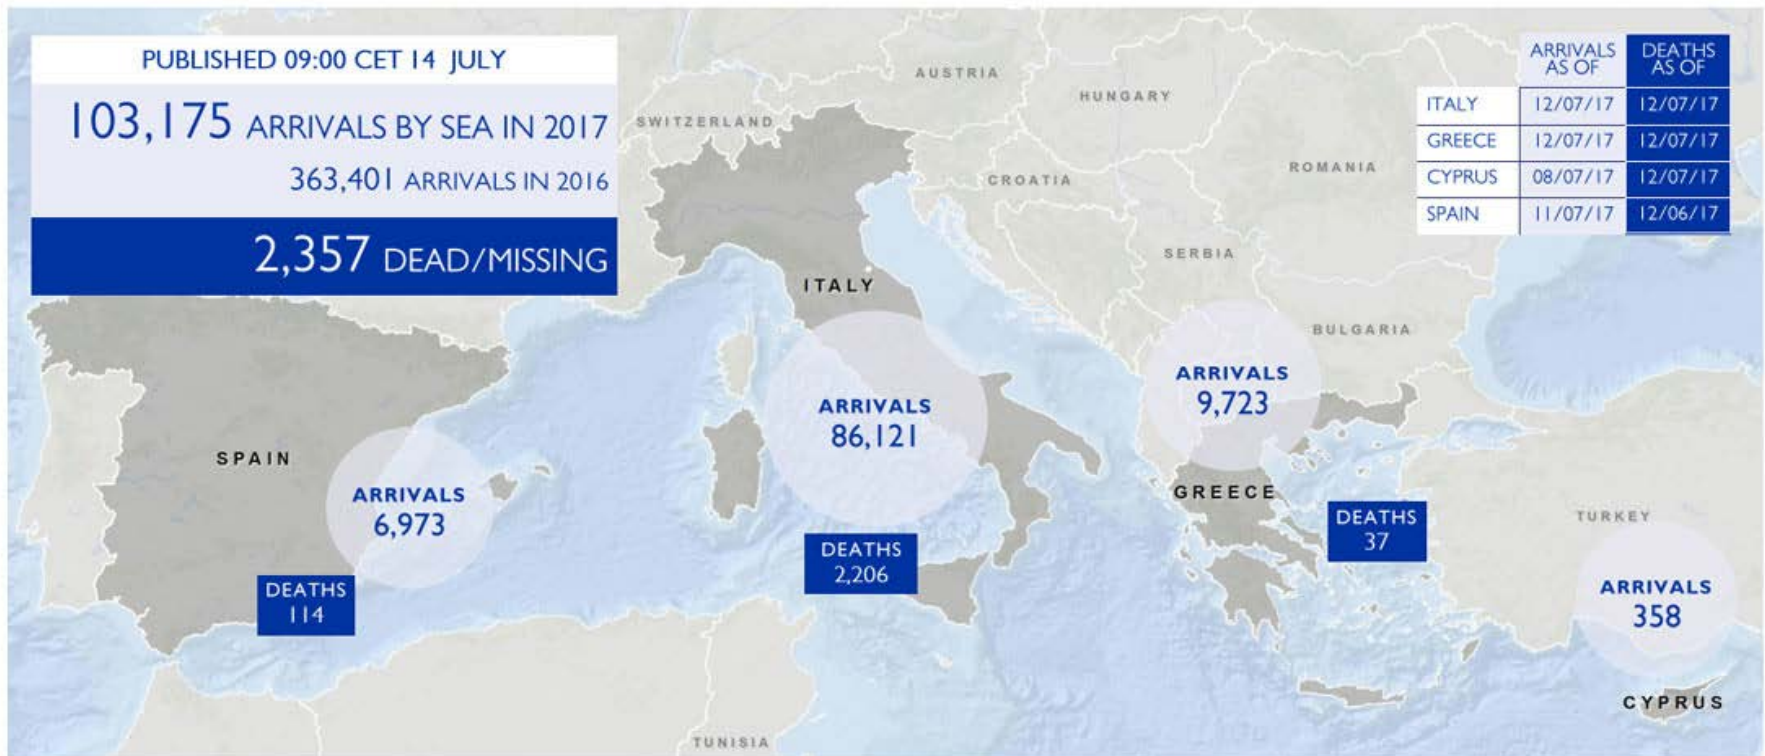 PUBLISHED 09:00 CET 14 JULY
103,175 ARRIVALS BY SEA IN 2017
363,401 ARRIVALS IN 2016
2,357 DEAD/MISSING
ARRIVALS AS OF
DEATHS AS OF
ITALY 12/07/17 12/07/17
GREECE 12/07/17 12/07/17
CYPRUS 08/07/17 12/07/17
SPAIN 11/07/17 12/06/17
AUSTRIA
HUNGARY
SWITZERLAND
CROATIA
ROMANIA
SERBIA
ITALY
BULGARIA
ARRIVALS
9,723
ARRIVALS
86,121
SPAIN
ARRIVALS
6,973
GREECE
DEATHS
37
TURKEY
DEATHS
2,206
DEATHS
114
ARRIVALS
358
CYPRUS
TUNISIA